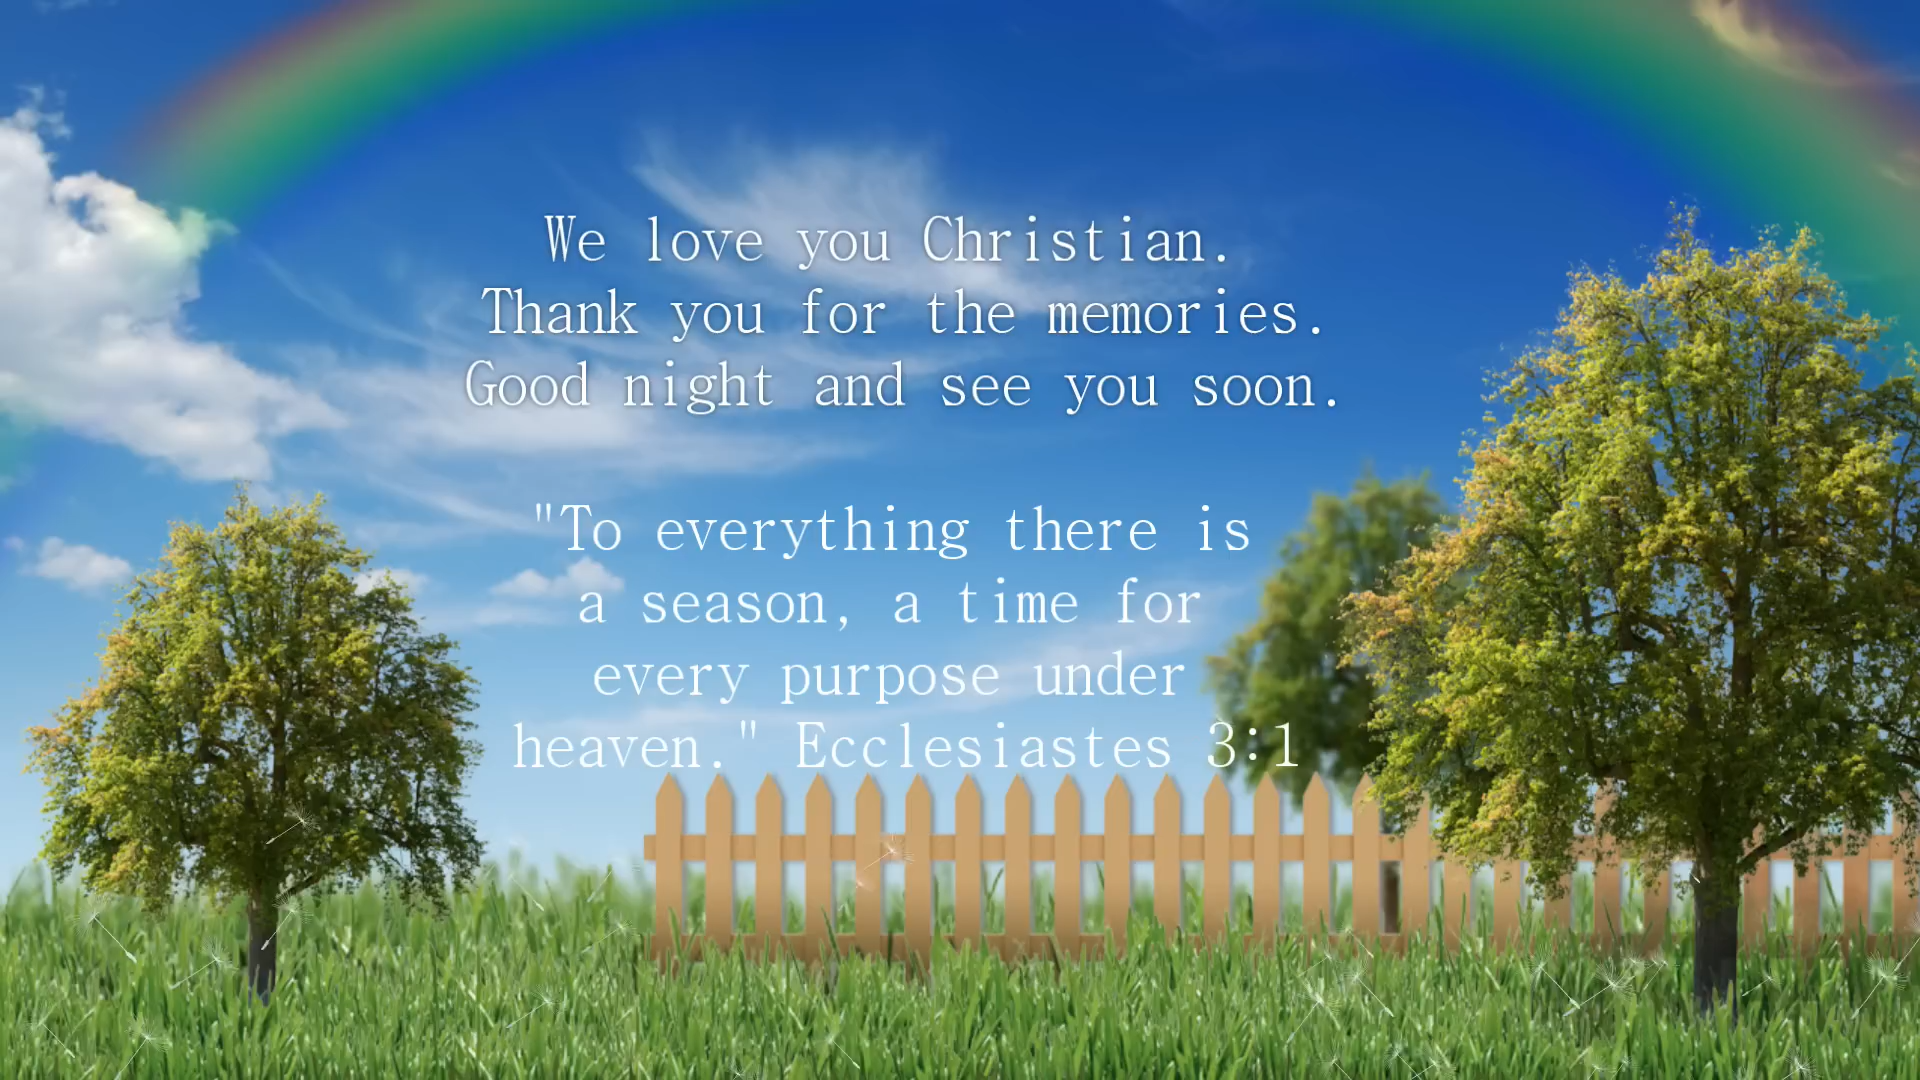 We love you Christian.
Thank you for the memories.
Good night and see you soon.
"To everything there is
a season, a time for
every purpose under
heaven." Ecclesiastes 3:1